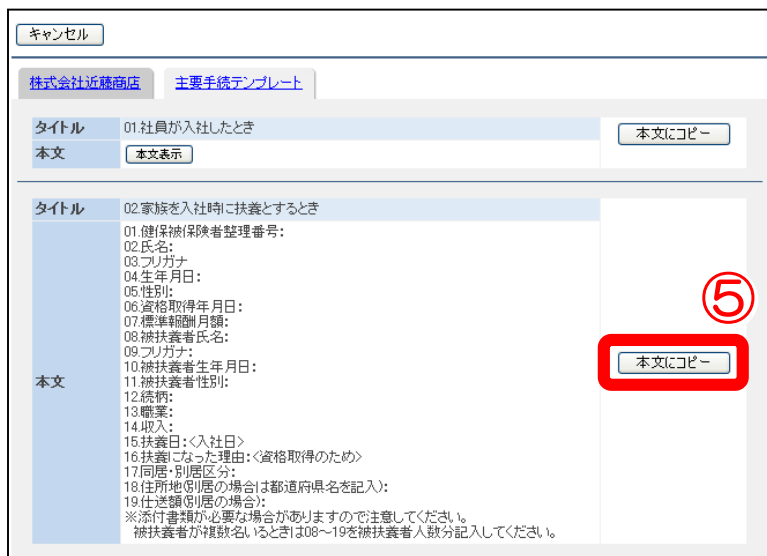 キャンセル
株式会社近藤商店 主要手続テンプレート
タイトル 01.社員が入社したとき 本文にコピー
本文 本文表示
タイトル 02.家族を入社時に扶養とするとき
01.健保被保険者整理番号:
02.氏名:
03.フリガナ
04.生年月日:
05.性別:
06.資格取得年月日:
07.標準報酬月額:
08.被扶養者氏名:
09.フリガナ:
10.被扶養者生年月日:
11.被扶養者性別:
12.続柄:
13.職業:
14.収入:
15.扶養日:<入社日>
16.扶養になった理由:<資格取得のため>
17.同居・別居区分:
18.住所地(別居の場合は都道府県名を記入):
19.仕送額(別居の場合):
※添付書類が必要な場合がありますので注意してください。
被扶養者が複数名いるときは08~19を被扶養者人数分記入してください。
本文
⑤
本文にコピー